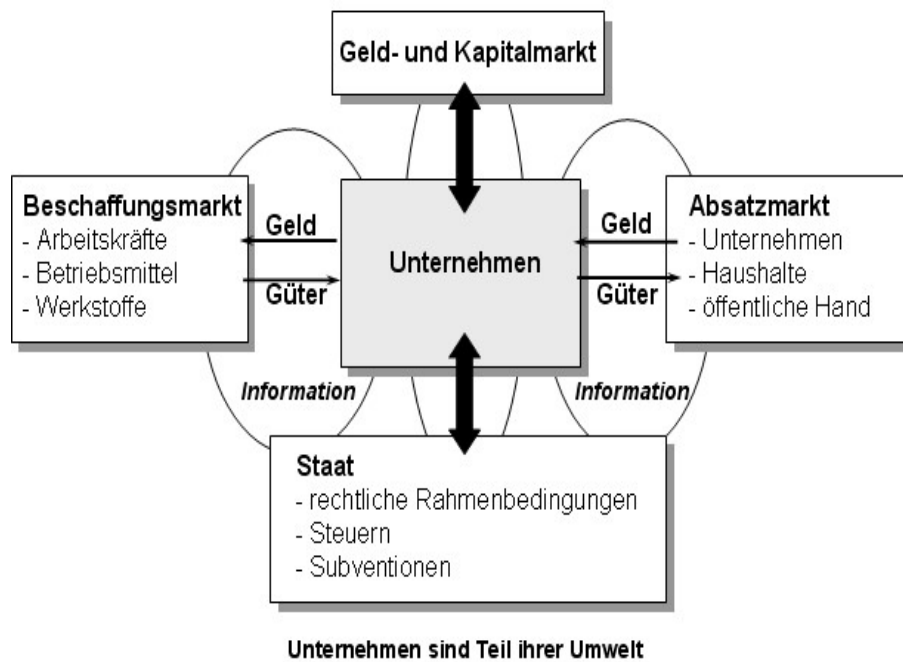 Geld- und Kapitalmarkt
Beschaffungsmarkt
- Arbeitskräfte
- Betriebsmittel
- Werkstoffe
Geld
Güter
Unternehmen
Geld
Güter
Absatzmarkt
- Unternehmen
- Haushalte
- öffentliche Hand
Information
Information
Staat
- rechtliche Rahmenbedingungen
- Steuern
- Subventionen
Unternehmen sind Teil ihrer Umwelt